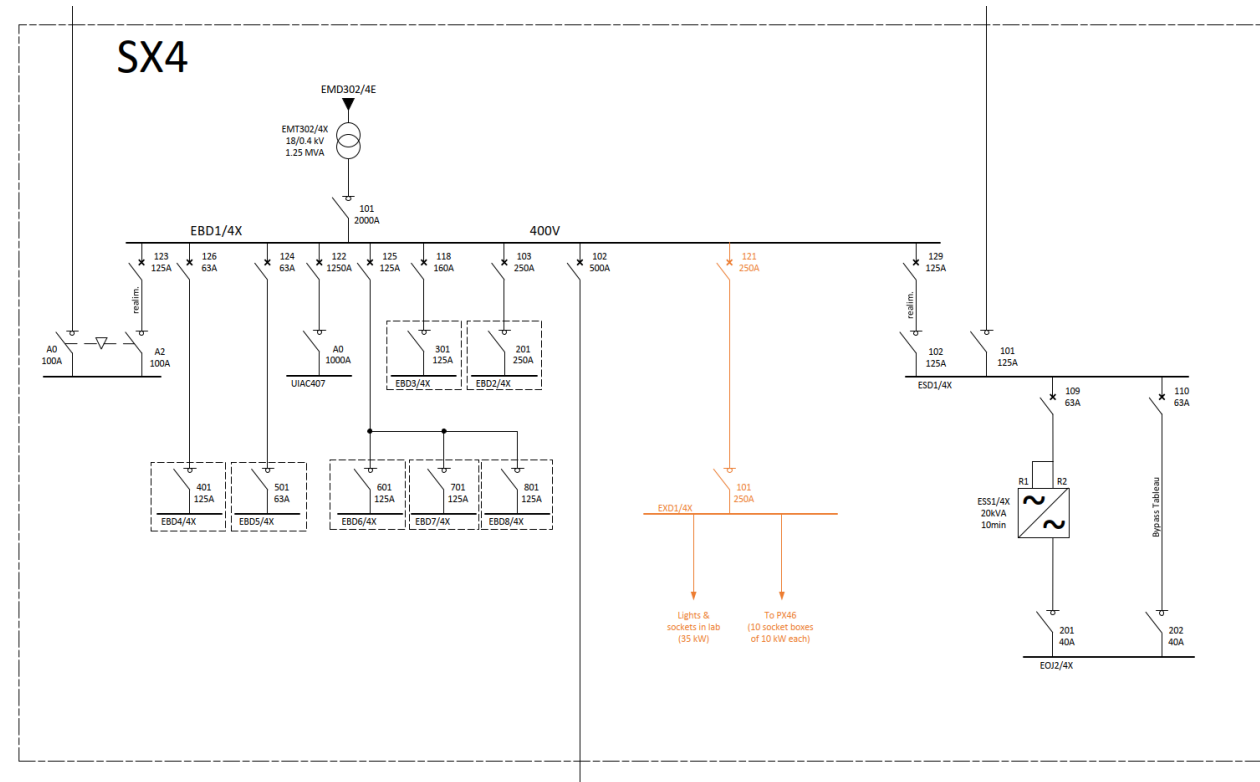 SX4
EMD302/4E
EMT302/4X
18/0.4 kV
1.25 MVA
101
2000A
EBD1/4X
400V
123
125A
126
63A
124
63A
122
1250A
125
125A
118
160A
103
250A
102
500A
121
250A
129
125A
realim.
realim.
A0
100A
A2
100A
A0
1000A
UIAC407
301
125A
EBD3/4X
201
250A
EBD2/4X
102
125A
101
125A
ESD1/4X
109
63A
110
63A
401
125A
EBD4/4X
501
63A
EBD5/4X
601
125A
EBD6/4X
701
125A
EBD7/4X
801
125A
EBD8/4X
101
250A
EXD1/4X
R1
R2
ESS1/4X
20kVA
10min
Bypass Tableau
Lights &
sockets in lab
(35 kW)
To PX46
(10 socket boxes
of 10 kW each)
201
40A
202
40A
EOJ2/4X